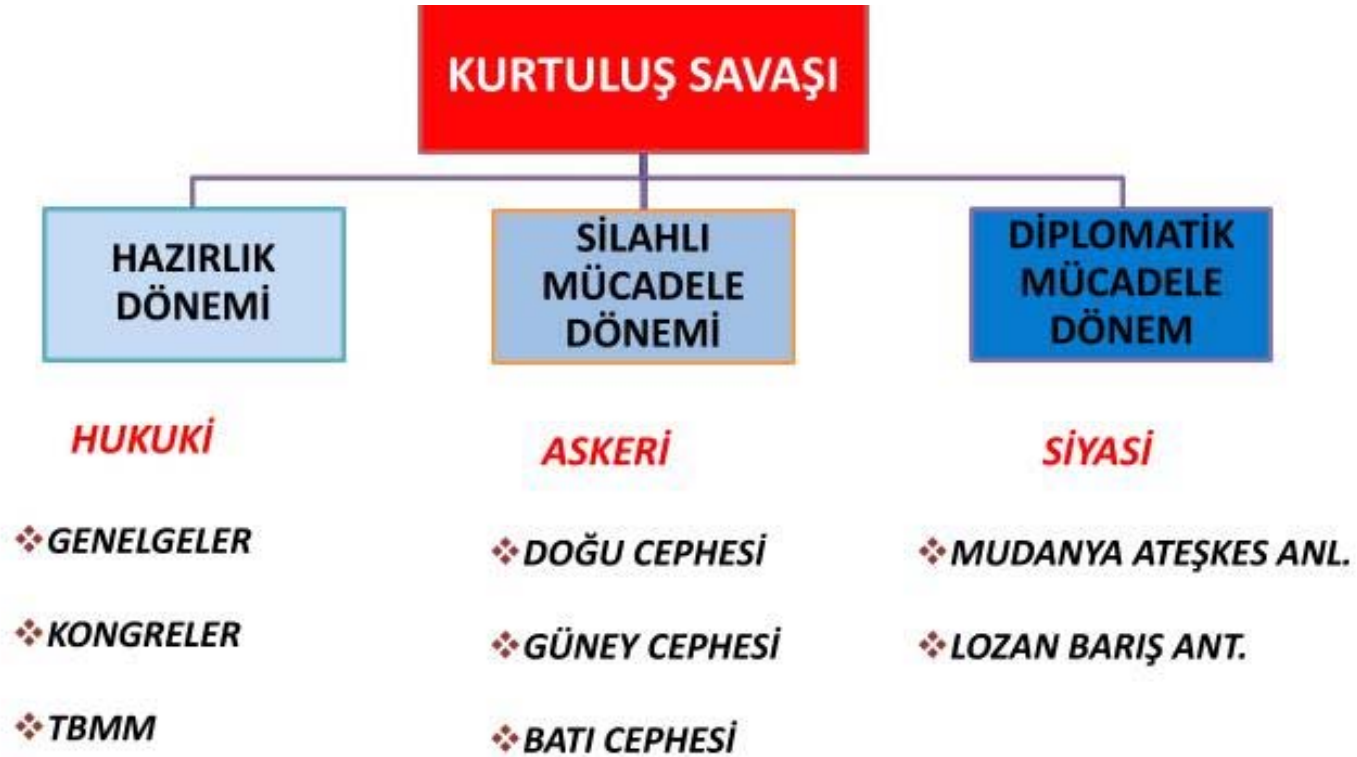 KURTULUŞ SAVAŞI
HAZIRLIK
DÖNEMİ
SİLAHLI
MÜCADELE
DÖNEMİ
DİPLOMATİK
MÜCADELE
DÖNEM
HUKUKİ
ASKERİ
SİYASİ
❖GENELGELER
❖KONGRELER
❖TBMM
❖DOĞU CEPHESİ
❖GÜNEY CEPHESİ
❖BATI CEPHESİ
❖MUDANYA ATEŞKES ANL.
❖LOZAN BARIŞ ANT.